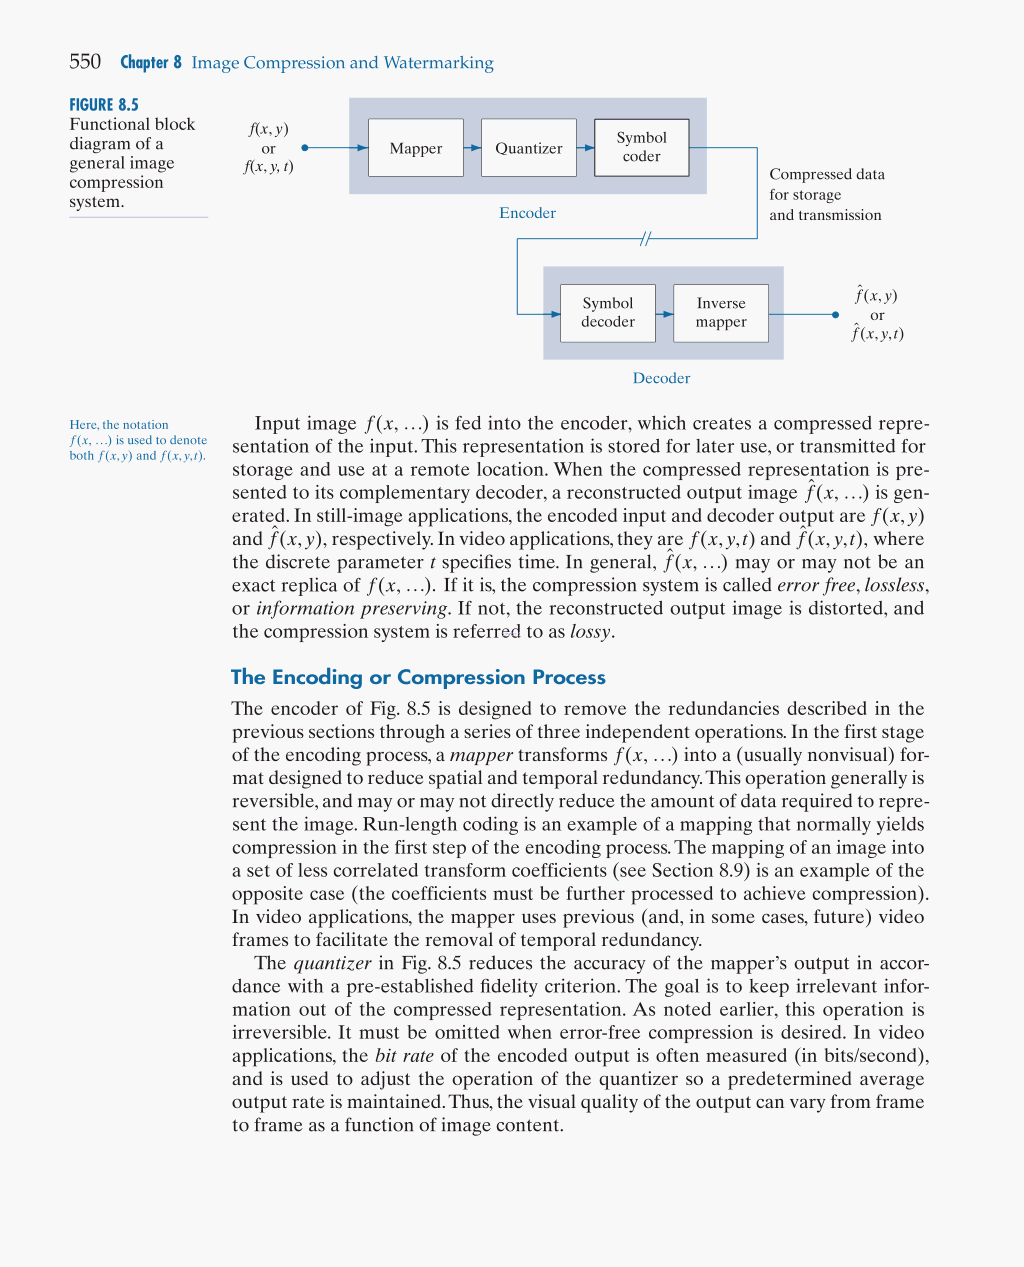 550 Chapter 8 Image Compression and Watermarking
FIGURE 8.5
Functional block
diagram of a
general image
compression
system.
f(x, y)
or
f(x, y, t)
Mapper
Quantizer
Symbol
coder
Encoder
Compressed data
for storage
and transmission
Symbol
decoder
Inverse
mapper
Decoder
f̂(x, y)
or
f̂(x, y, t)
Here, the notation
f(x, …) is used to denote
both f(x, y) and f(x, y, t).
Input image f(x, …) is fed into the encoder, which creates a compressed repre-
sentation of the input. This representation is stored for later use, or transmitted for
storage and use at a remote location. When the compressed representation is pre-
sented to its complementary decoder, a reconstructed output image f̂(x, …) is gen-
erated. In still-image applications, the encoded input and decoder output are f(x, y)
and f̂(x, y), respectively. In video applications, they are f(x, y, t) and f̂(x, y, t), where
the discrete parameter t specifies time. In general, f̂(x, …) may or may not be an
exact replica of f(x, …). If it is, the compression system is called error free, lossless,
or information preserving. If not, the reconstructed output image is distorted, and
the compression system is referred to as lossy.
The Encoding or Compression Process
The encoder of Fig. 8.5 is designed to remove the redundancies described in the
previous sections through a series of three independent operations. In the first stage
of the encoding process, a mapper transforms f(x, …) into a (usually nonvisual) for-
mat designed to reduce spatial and temporal redundancy. This operation generally is
reversible, and may or may not directly reduce the amount of data required to repre-
sent the image. Run-length coding is an example of a mapping that normally yields
compression in the first step of the encoding process. The mapping of an image into
a set of less correlated transform coefficients (see Section 8.9) is an example of the
opposite case (the coefficients must be further processed to achieve compression).
In video applications, the mapper uses previous (and, in some cases, future) video
frames to facilitate the removal of temporal redundancy.
The quantizer in Fig. 8.5 reduces the accuracy of the mapper's output in accor-
dance with a pre-established fidelity criterion. The goal is to keep irrelevant infor-
mation out of the compressed representation. As noted earlier, this operation is
irreversible. It must be omitted when error-free compression is desired. In video
applications, the bit rate of the encoded output is often measured (in bits/second),
and is used to adjust the operation of the quantizer so a predetermined average
output rate is maintained. Thus, the visual quality of the output can vary from frame
to frame as a function of image content.